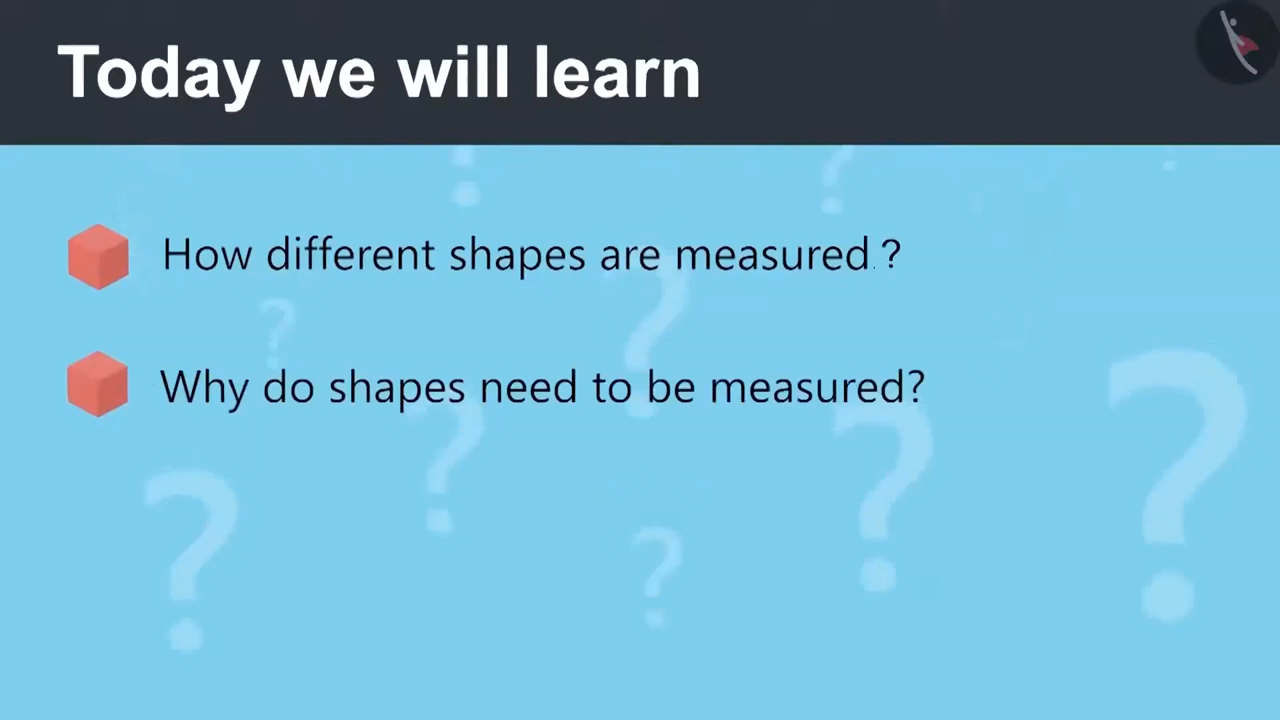 Today we will learn
How different shapes are measured.?
Why do shapes need to be measured?